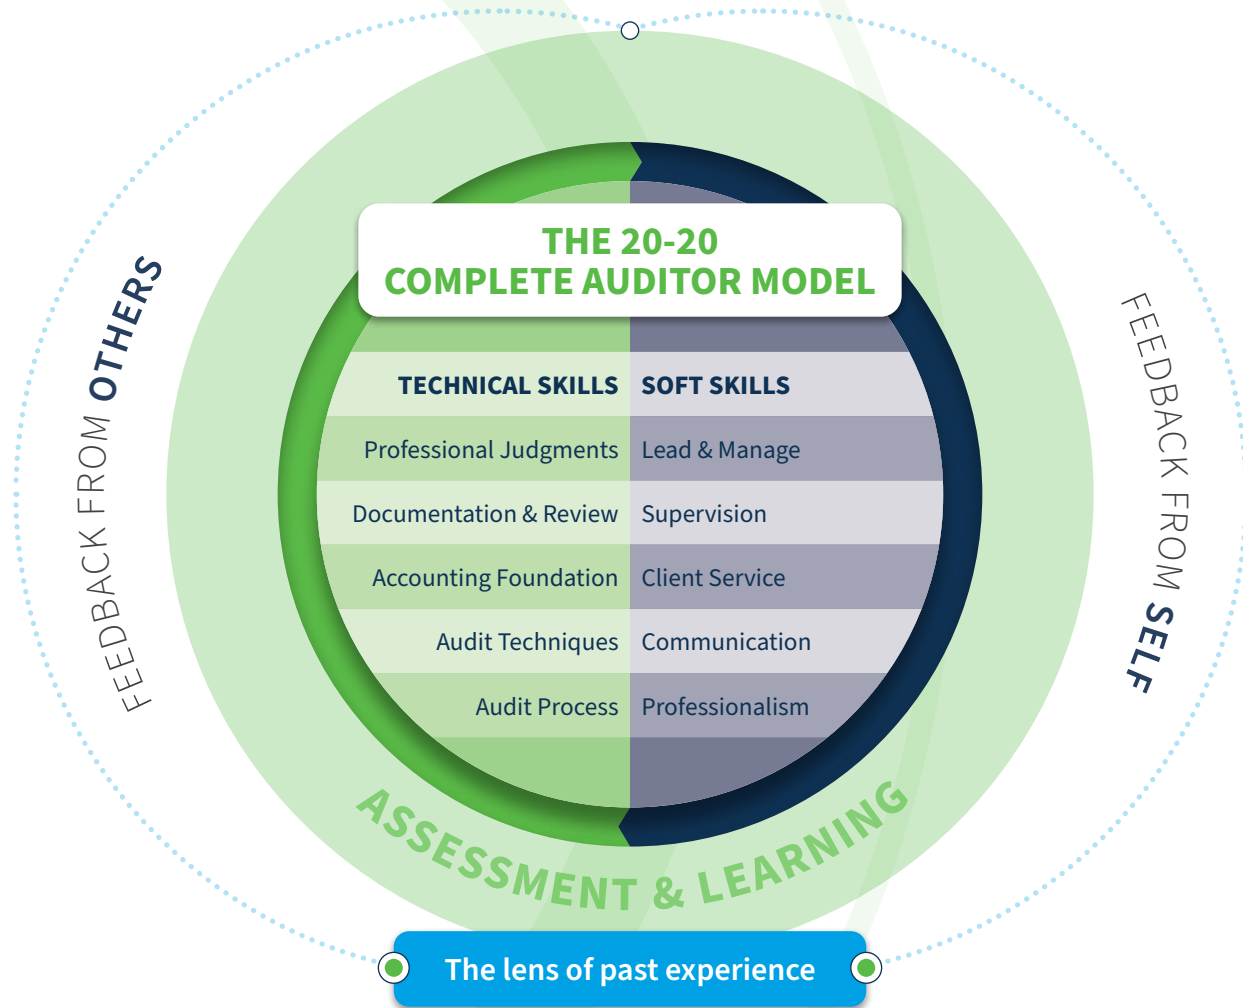 THE 20-20
COMPLETE AUDITOR MODEL
FEEDBACK FROM OTHERS
FEEDBACK FROM SELF
TECHNICAL SKILLS SOFT SKILLS
Professional Judgments Lead & Manage
Documentation & Review Supervision
Accounting Foundation Client Service
Audit Techniques Communication
Audit Process Professionalism
ASSESSMENT & LEARNING
The lens of past experience